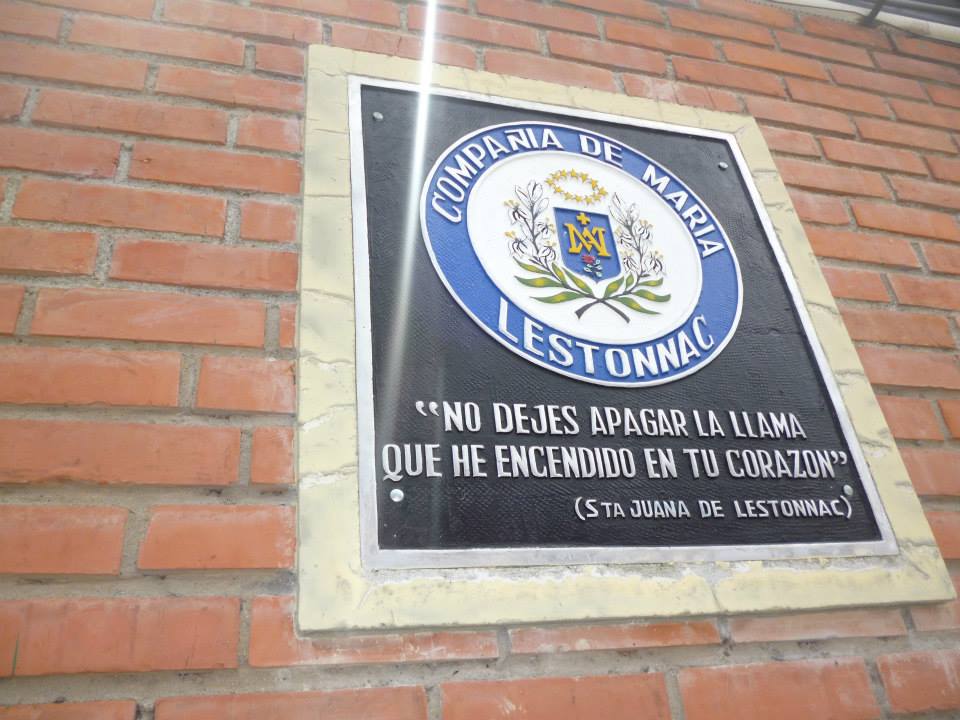 COMPAÑIA DE MARIA
LESTONNAC
“NO DEJES APAGAR LA LLAMA
QUE HE ENCENDIDO EN TU CORAZON”
(STA JUANA DE LESTONNAC)